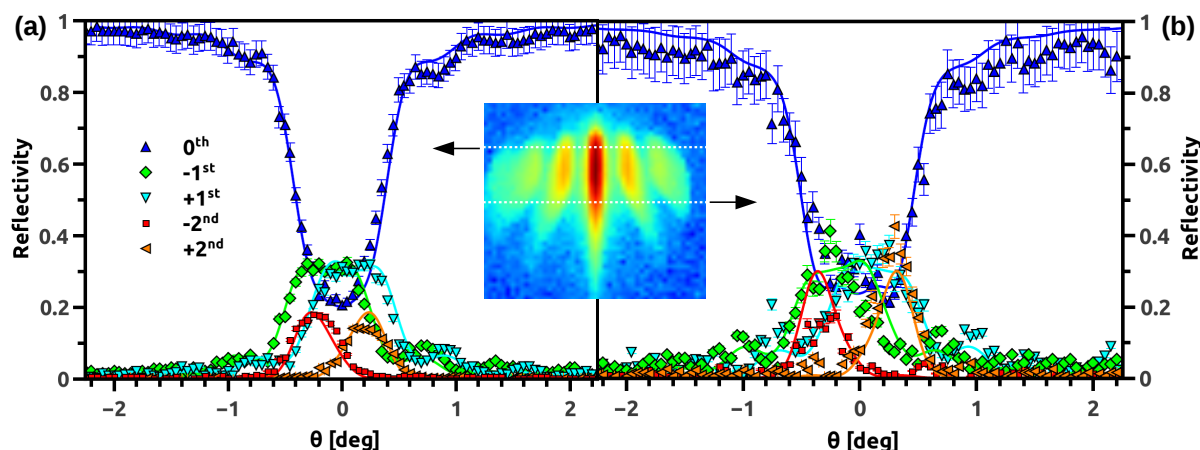 (a)
(b)
Reflectivity
1
0.8
0.6
0.4
0.2
0
0th
-1st
+1st
-2nd
+2nd
−2
−1
0
1
2
θ [deg]
−2
−1
0
1
2
θ [deg]
1
0.8
0.6
0.4
0.2
0
Reflectivity